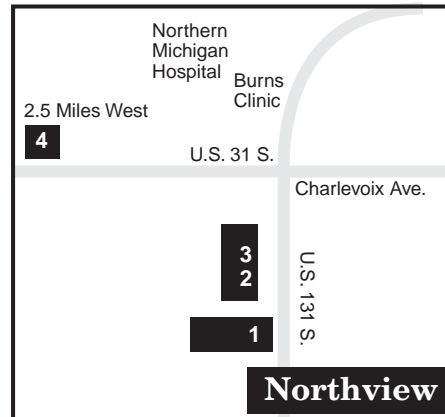 Northern
Michigan
Hospital
Burns
Clinic
2.5 Miles West
4
U.S. 31 S.
Charlevoix Ave.
3
2
U.S. 131 S.
1
Northview